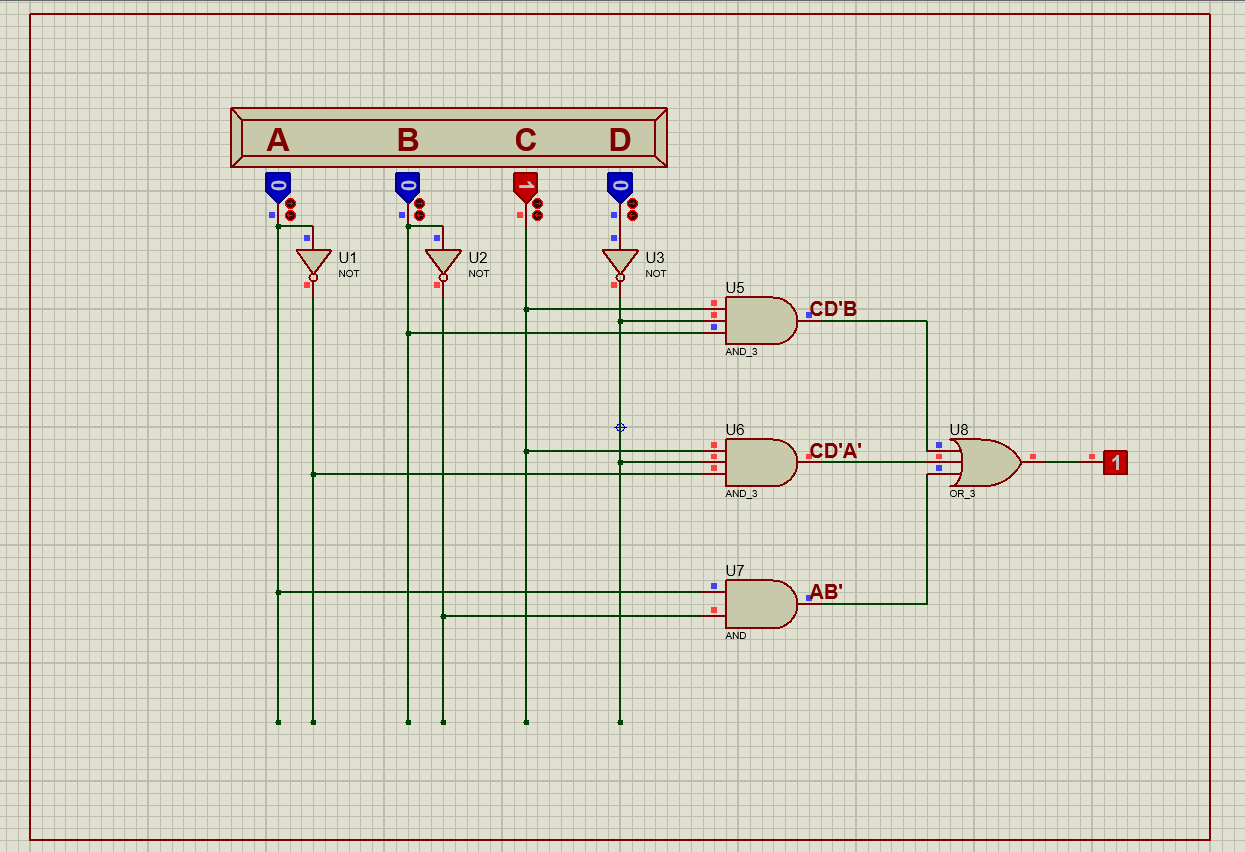 A B C D
0 0 1 0
U1 U2 U3
NOT NOT NOT
U5
CD'B
AND_3
U6 U8
CD'A'
1
AND_3 OR_3
U7
AB'
AND